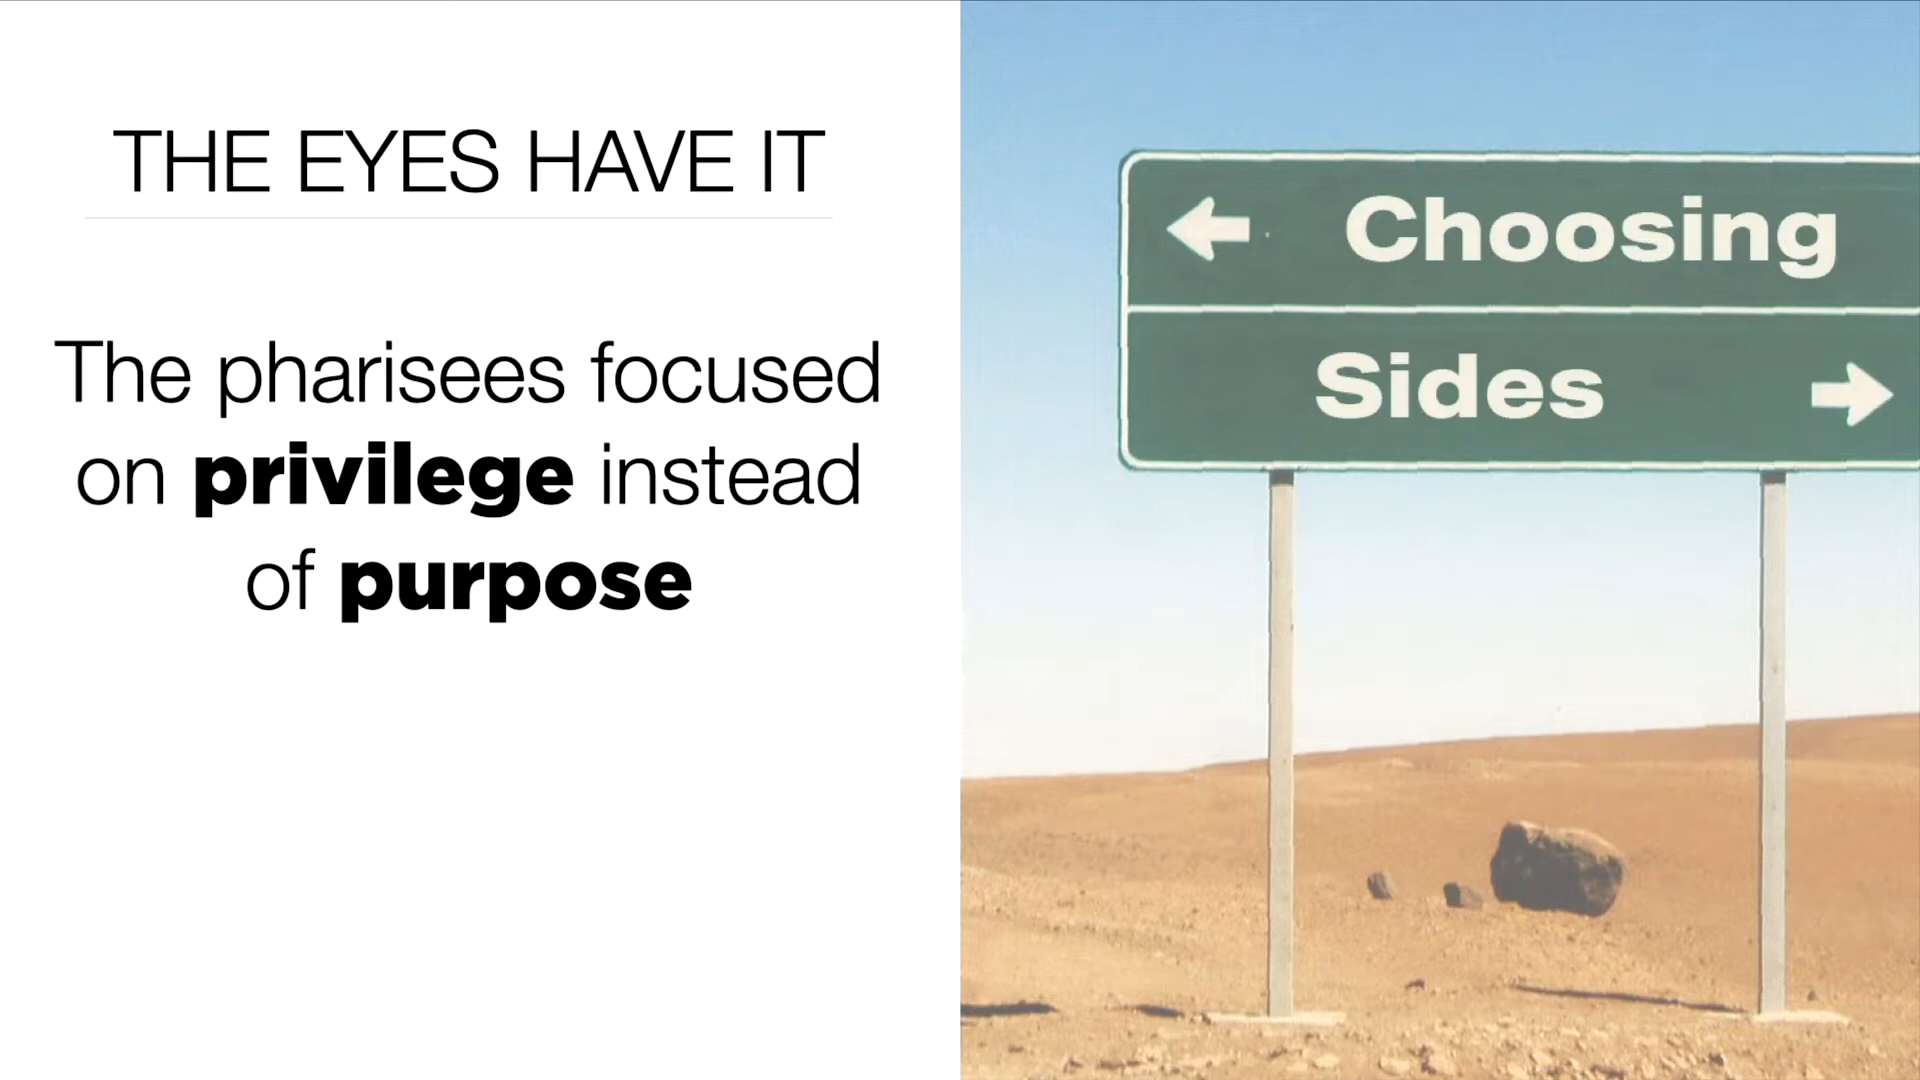 THE EYES HAVE IT
The pharisees focused
on privilege instead
of purpose
Choosing
Sides